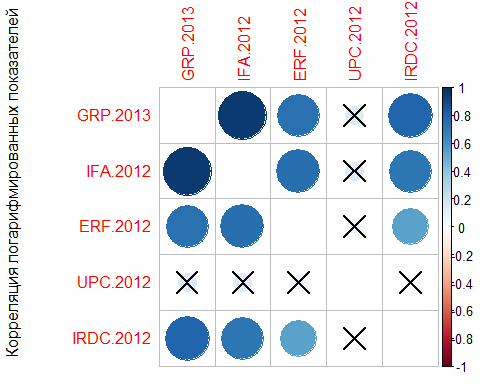 Корреляция логарифмированных показателей
GRP.2013
IFA.2012
ERF.2012
UPC.2012
IRDC.2012
GRP.2013
IFA.2012
ERF.2012
UPC.2012
IRDC.2012
1
0.8
0.6
0.4
0.2
0
-0.2
-0.4
-0.6
-0.8
-1